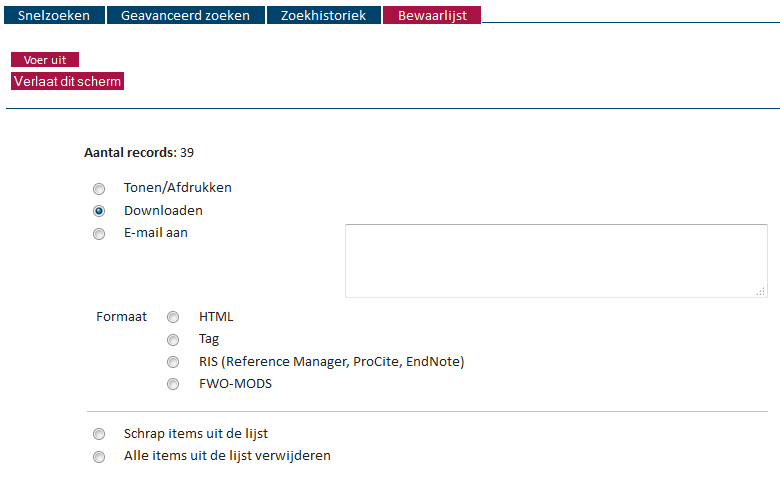 Snelzoeken Geavanceerd zoeken Zoekhistoriek Bewaarlijst
Voer uit
Verlaat dit scherm
Aantal records: 39
Tonen/Afdrukken
Downloaden
E-mail aan
Formaat HTML
Tag
RIS (Reference Manager, ProCite, EndNote)
FWO-MODS
Schrap items uit de lijst
Alle items uit de lijst verwijderen